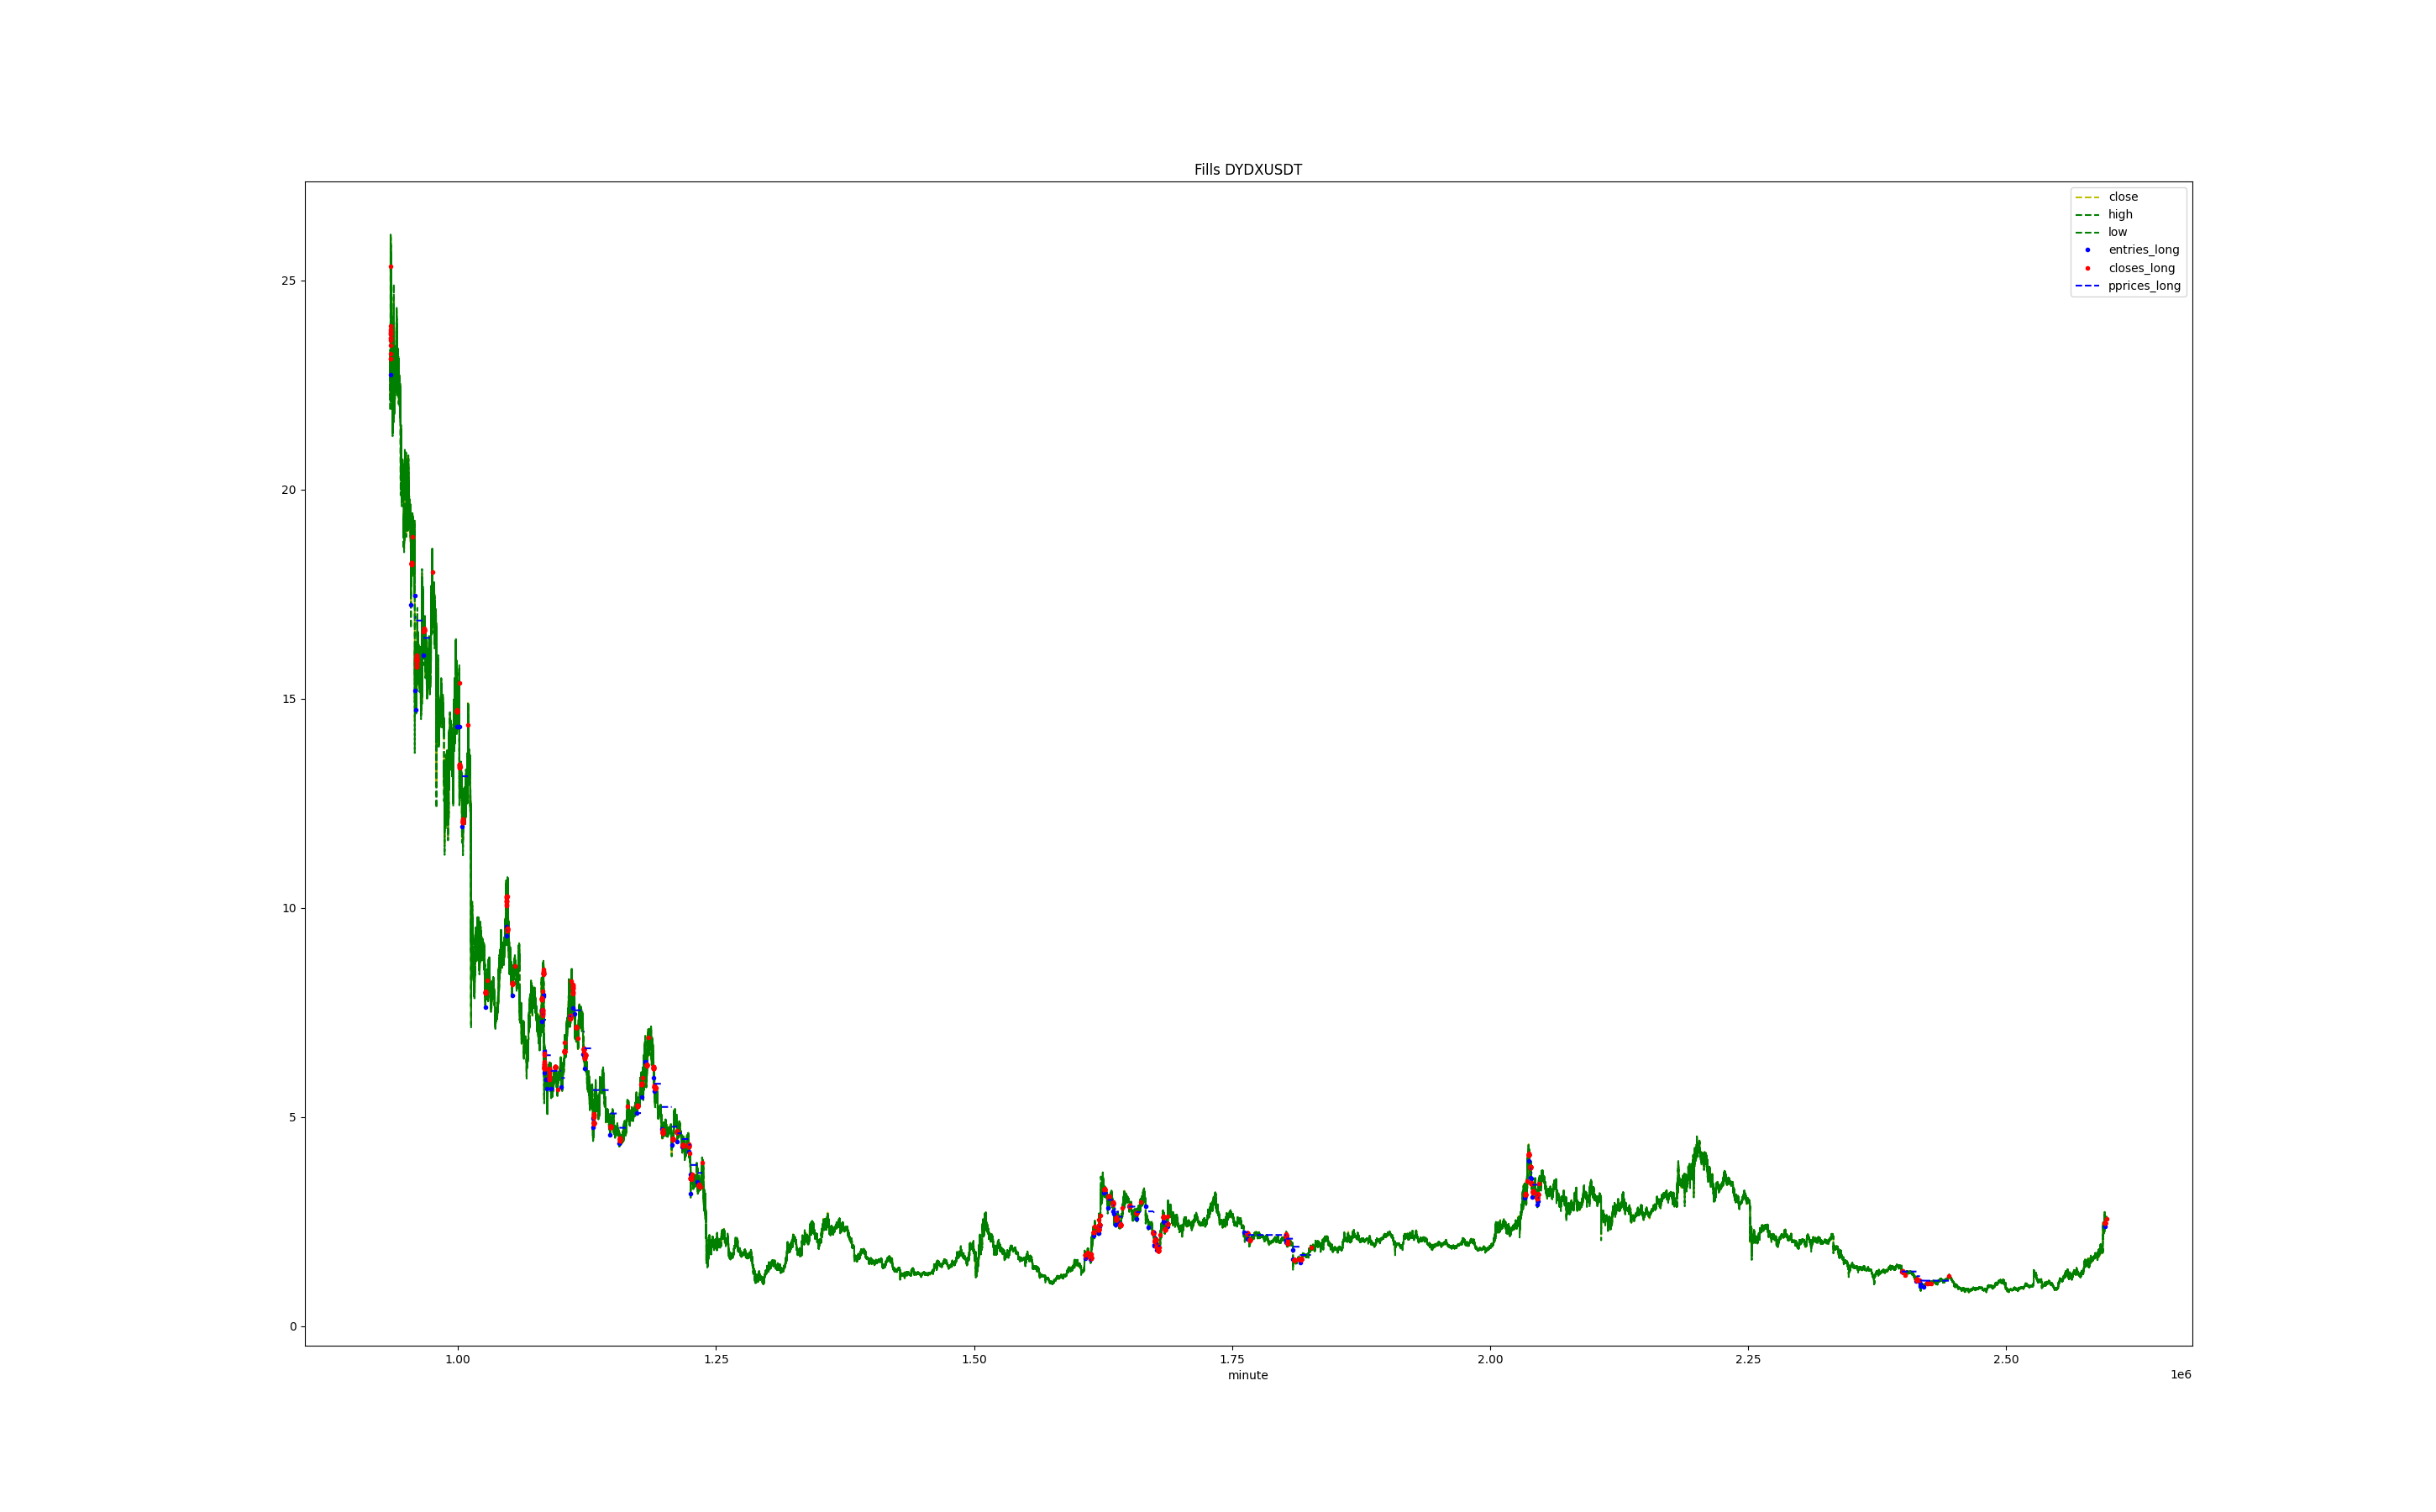 Fills DYDXUSDT
close
high
low
entries_long
closes_long
pprices_long
25
20
15
10
5
0
1.00 1.25 1.50 1.75 2.00 2.25 2.50
1e6
minute